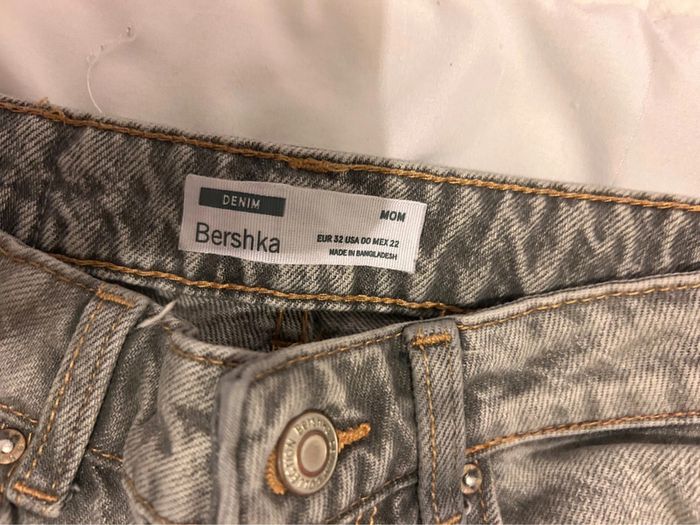 DENIM
MOM
Bershka
EUR 32 USA 00 MEX 22
MADE IN BANGLADESH